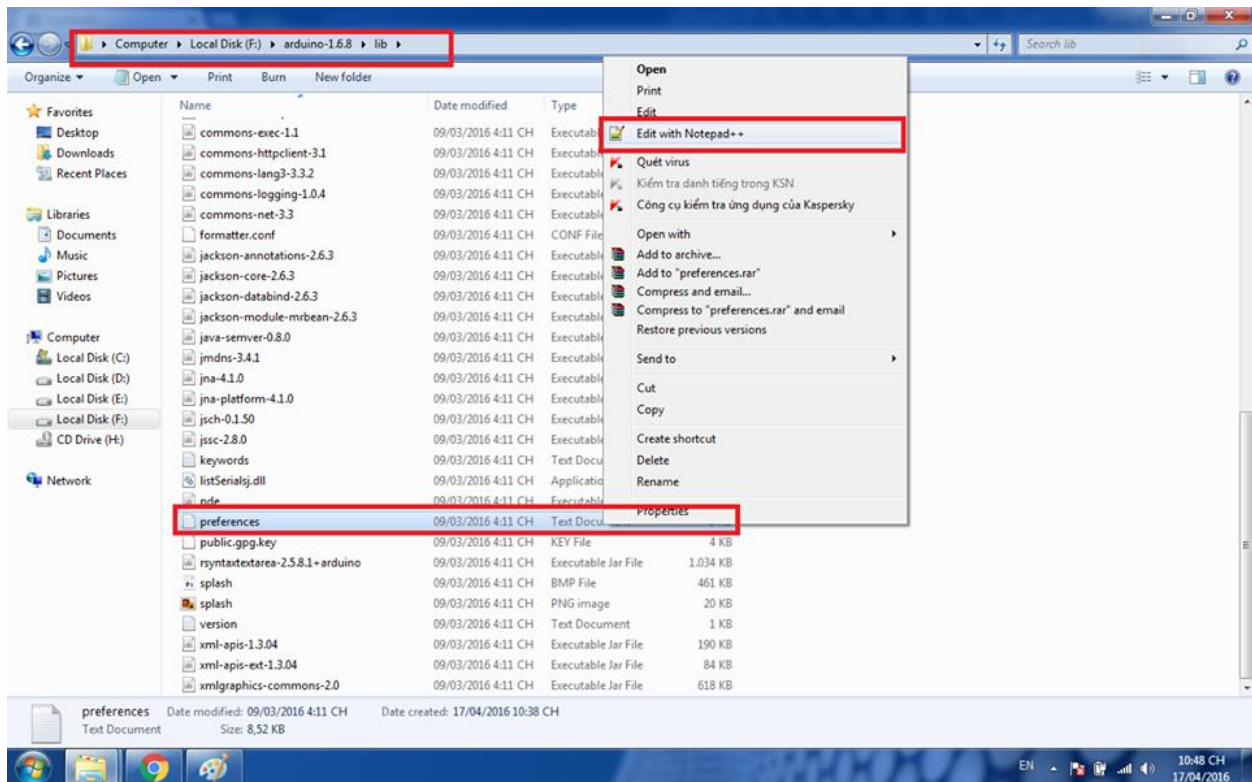 Computer ▸ Local Disk (F:) ▸ arduino-1.6.8 ▸ lib ▸
Search lib
Organize Open Print Burn New folder
Favorites
Desktop
Downloads
Recent Places
Libraries
Documents
Music
Pictures
Videos
Computer
Local Disk (C:)
Local Disk (D:)
Local Disk (E:)
Local Disk (F:)
CD Drive (H:)
Network
Name Date modified Type
commons-exec-1.1 09/03/2016 4:11 CH
commons-httpclient-3.1 09/03/2016 4:11 CH
commons-lang3-3.3.2 09/03/2016 4:11 CH
commons-logging-1.0.4 09/03/2016 4:11 CH
commons-net-3.3 09/03/2016 4:11 CH
formatter.conf 09/03/2016 4:11 CH CONF File
jackson-annotations-2.6.3 09/03/2016 4:11 CH
jackson-core-2.6.3 09/03/2016 4:11 CH
jackson-databind-2.6.3 09/03/2016 4:11 CH
jackson-module-mrbean-2.6.3 09/03/2016 4:11 CH
java-semver-0.8.0 09/03/2016 4:11 CH
jmdns-3.4.1 09/03/2016 4:11 CH
jna-4.1.0 09/03/2016 4:11 CH
jna-platform-4.1.0 09/03/2016 4:11 CH
jsch-0.1.50 09/03/2016 4:11 CH
jssc-2.8.0 09/03/2016 4:11 CH
keywords 09/03/2016 4:11 CH Text Docu
listSerialsj.dll 09/03/2016 4:11 CH Applicatio
pde 09/03/2016 4:11 CH
preferences 09/03/2016 4:11 CH Text Docu
public.gpg.key 09/03/2016 4:11 CH KEY File 4 KB
rsyntaxtextarea-2.5.8.1+arduino 09/03/2016 4:11 CH Executable Jar File 1.034 KB
splash 09/03/2016 4:11 CH BMP File 461 KB
splash 09/03/2016 4:11 CH PNG image 20 KB
version 09/03/2016 4:11 CH Text Document 1 KB
xml-apis-1.3.04 09/03/2016 4:11 CH Executable Jar File 190 KB
xml-apis-ext-1.3.04 09/03/2016 4:11 CH Executable Jar File 84 KB
xmlgraphics-commons-2.0 09/03/2016 4:11 CH Executable Jar File 618 KB
Open
Print
Edit
Edit with Notepad++
Quét virus
Kiểm tra danh tiếng trong KSN
Công cụ kiểm tra ứng dụng của Kaspersky
Open with
Add to archive...
Add to "preferences.rar"
Compress and email...
Compress to "preferences.rar" and email
Restore previous versions
Send to
Cut
Copy
Create shortcut
Delete
Rename
Properties
preferences Date modified: 09/03/2016 4:11 CH Date created: 17/04/2016 10:38 CH
Text Document Size: 8,52 KB
EN
10:48 CH
17/04/2016